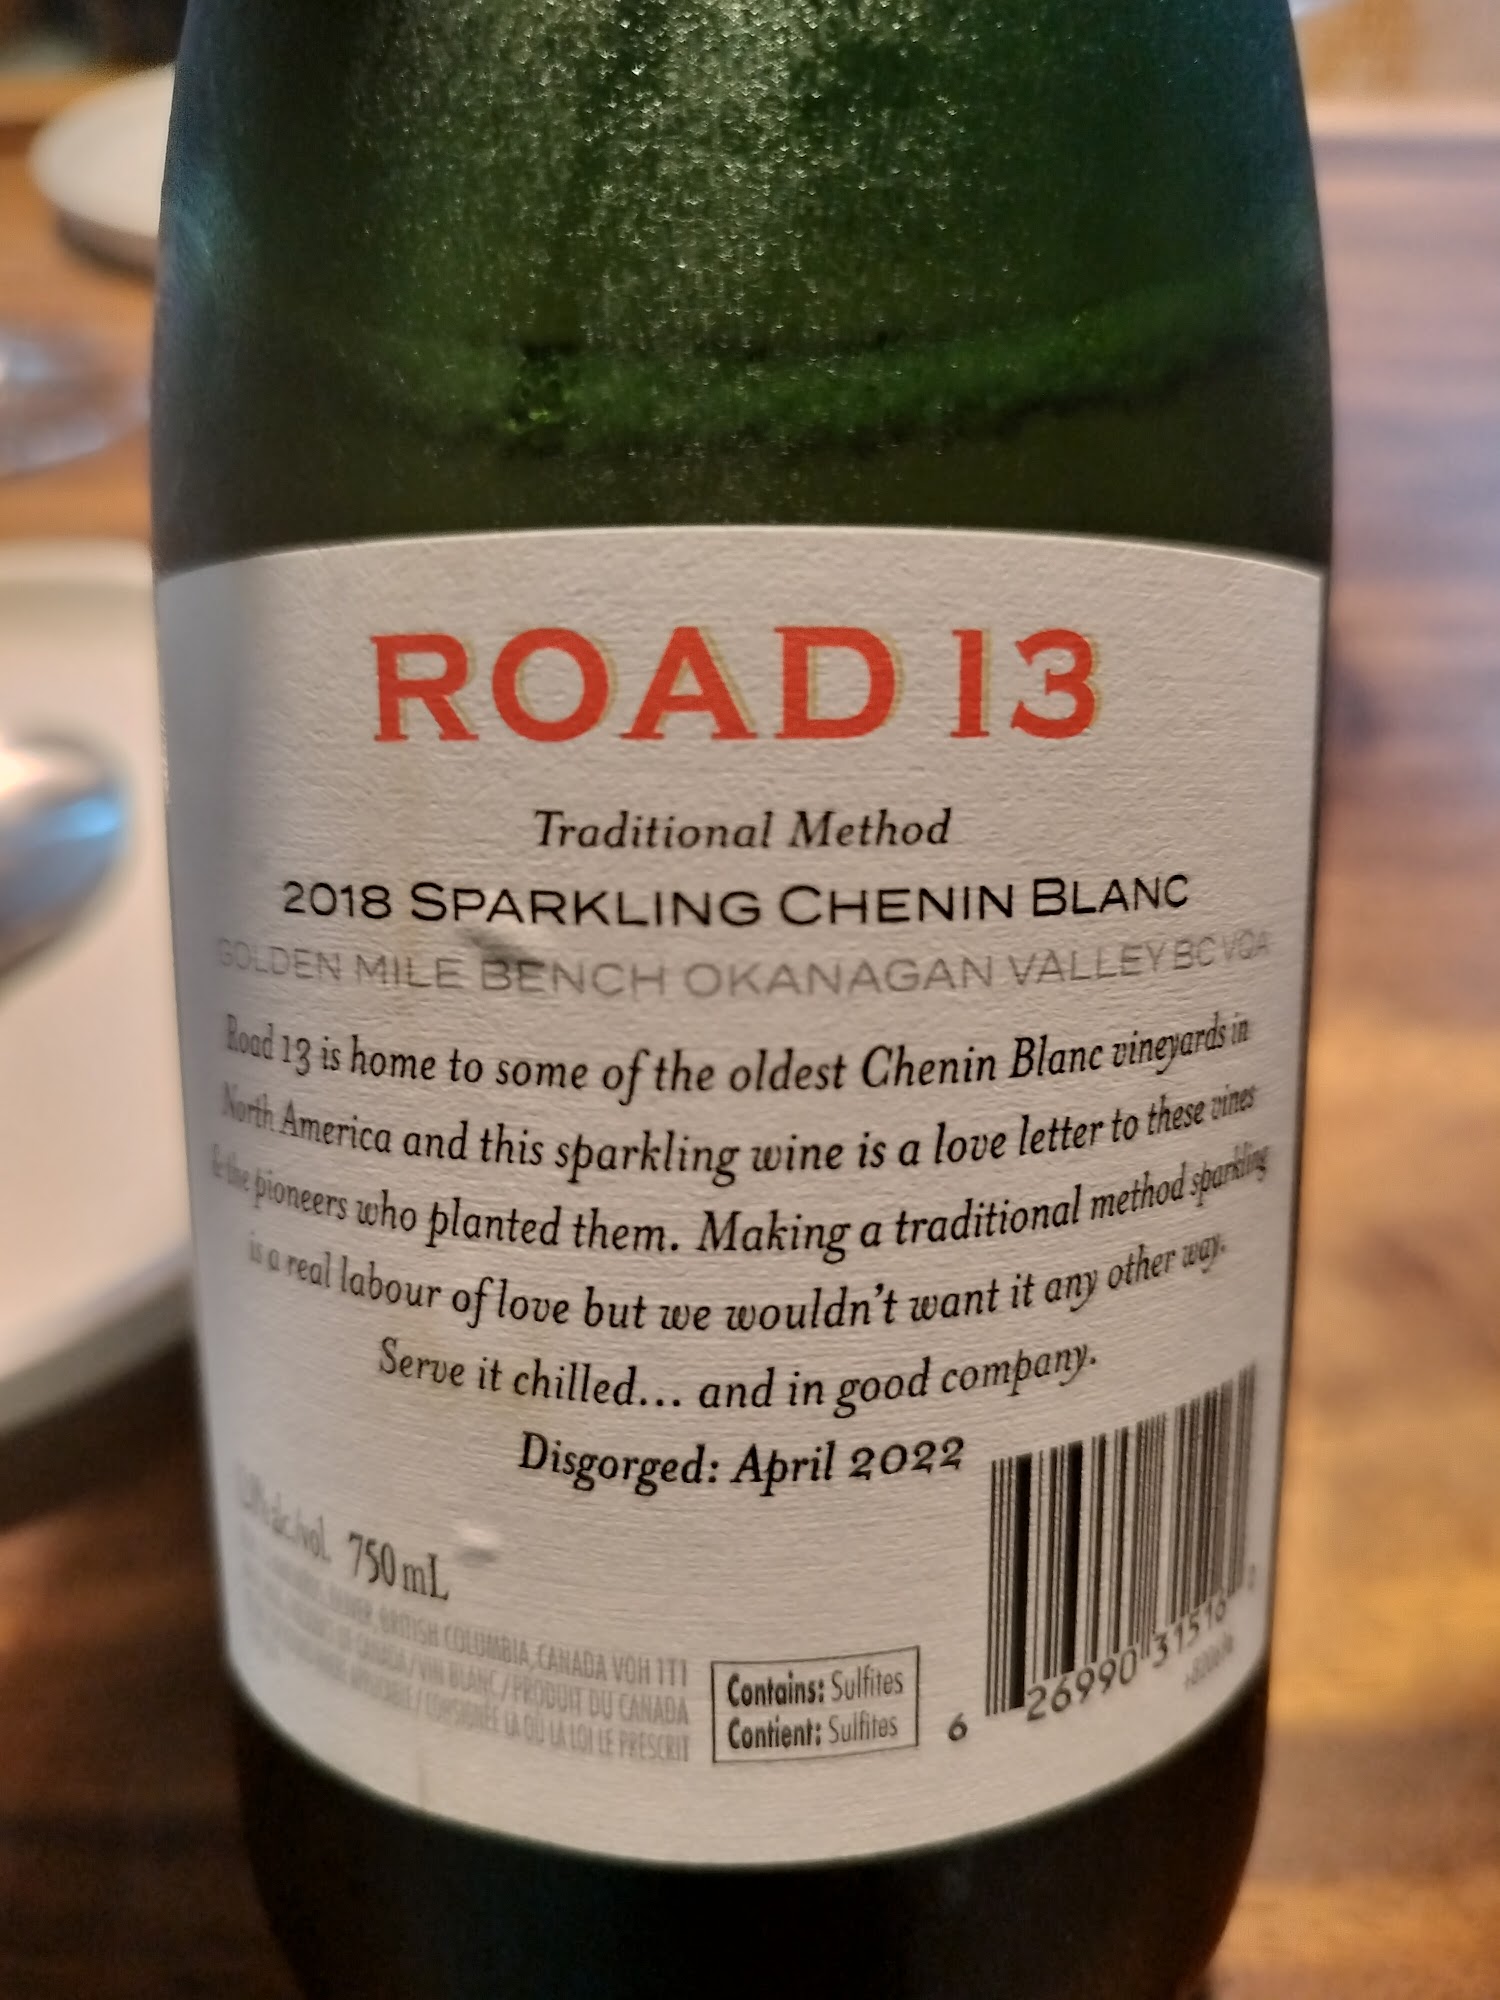 ROAD 13
Traditional Method
2018 SPARKLING CHENIN BLANC
GOLDEN MILE BENCH OKANAGAN VALLEY BC VQA
Road 13 is home to some of the oldest Chenin Blanc vineyards in
North America and this sparkling wine is a love letter to these vines
& the pioneers who planted them. Making a traditional method sparkling
is a real labour of love but we wouldn't want it any other way.
Serve it chilled... and in good company.
Disgorged: April 2022
alc./vol. 750 mL
BRITISH COLUMBIA, CANADA V0H 1T1
CANADA / VIN BLANC / PRODUIT DU CANADA
/ CONSIGNÉE LÀ OÙ LA LOI LE PRESCRIT
Contains: Sulfites
Contient: Sulfites
6 26990 31516 2